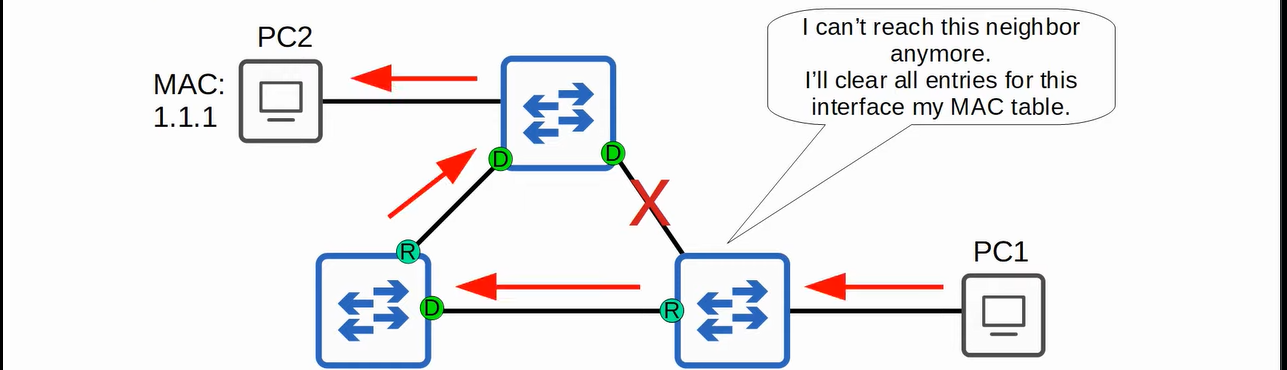 PC2
MAC:
1.1.1
I can’t reach this neighbor
anymore.
I’ll clear all entries for this
interface my MAC table.
D
D
X
R
D
R
PC1